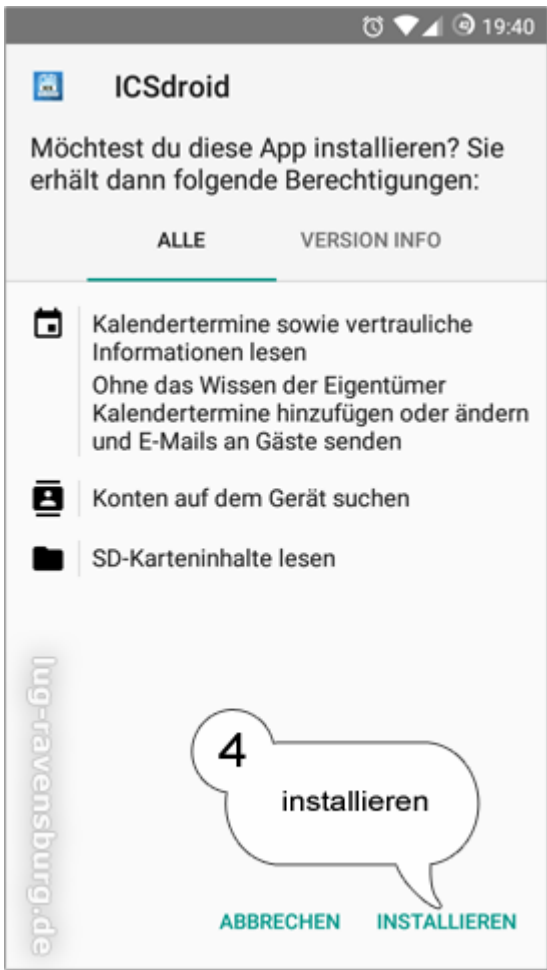 19:40
ICSdroid
Möchtest du diese App installieren? Sie
erhält dann folgende Berechtigungen:
ALLE
VERSION INFO
Kalendertermine sowie vertrauliche
Informationen lesen
Ohne das Wissen der Eigentümer
Kalendertermine hinzufügen oder ändern
und E-Mails an Gäste senden
Konten auf dem Gerät suchen
SD-Karteninhalte lesen
lug-ravensburg.de
4
installieren
ABBRECHEN
INSTALLIEREN